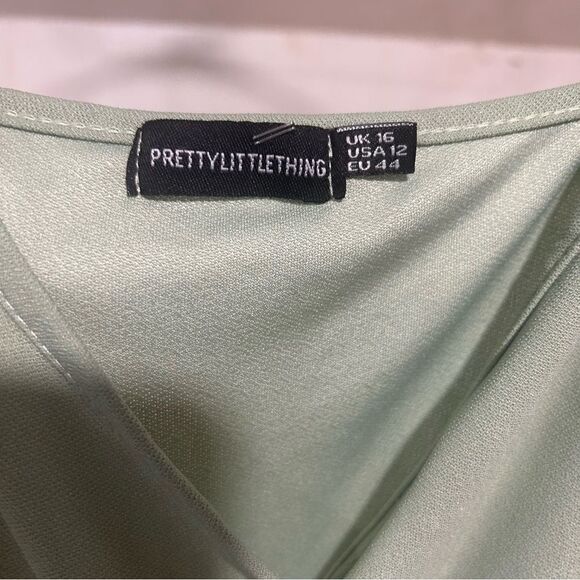 PRETTYLITTLETHING
UK 16
USA 12
EU 44